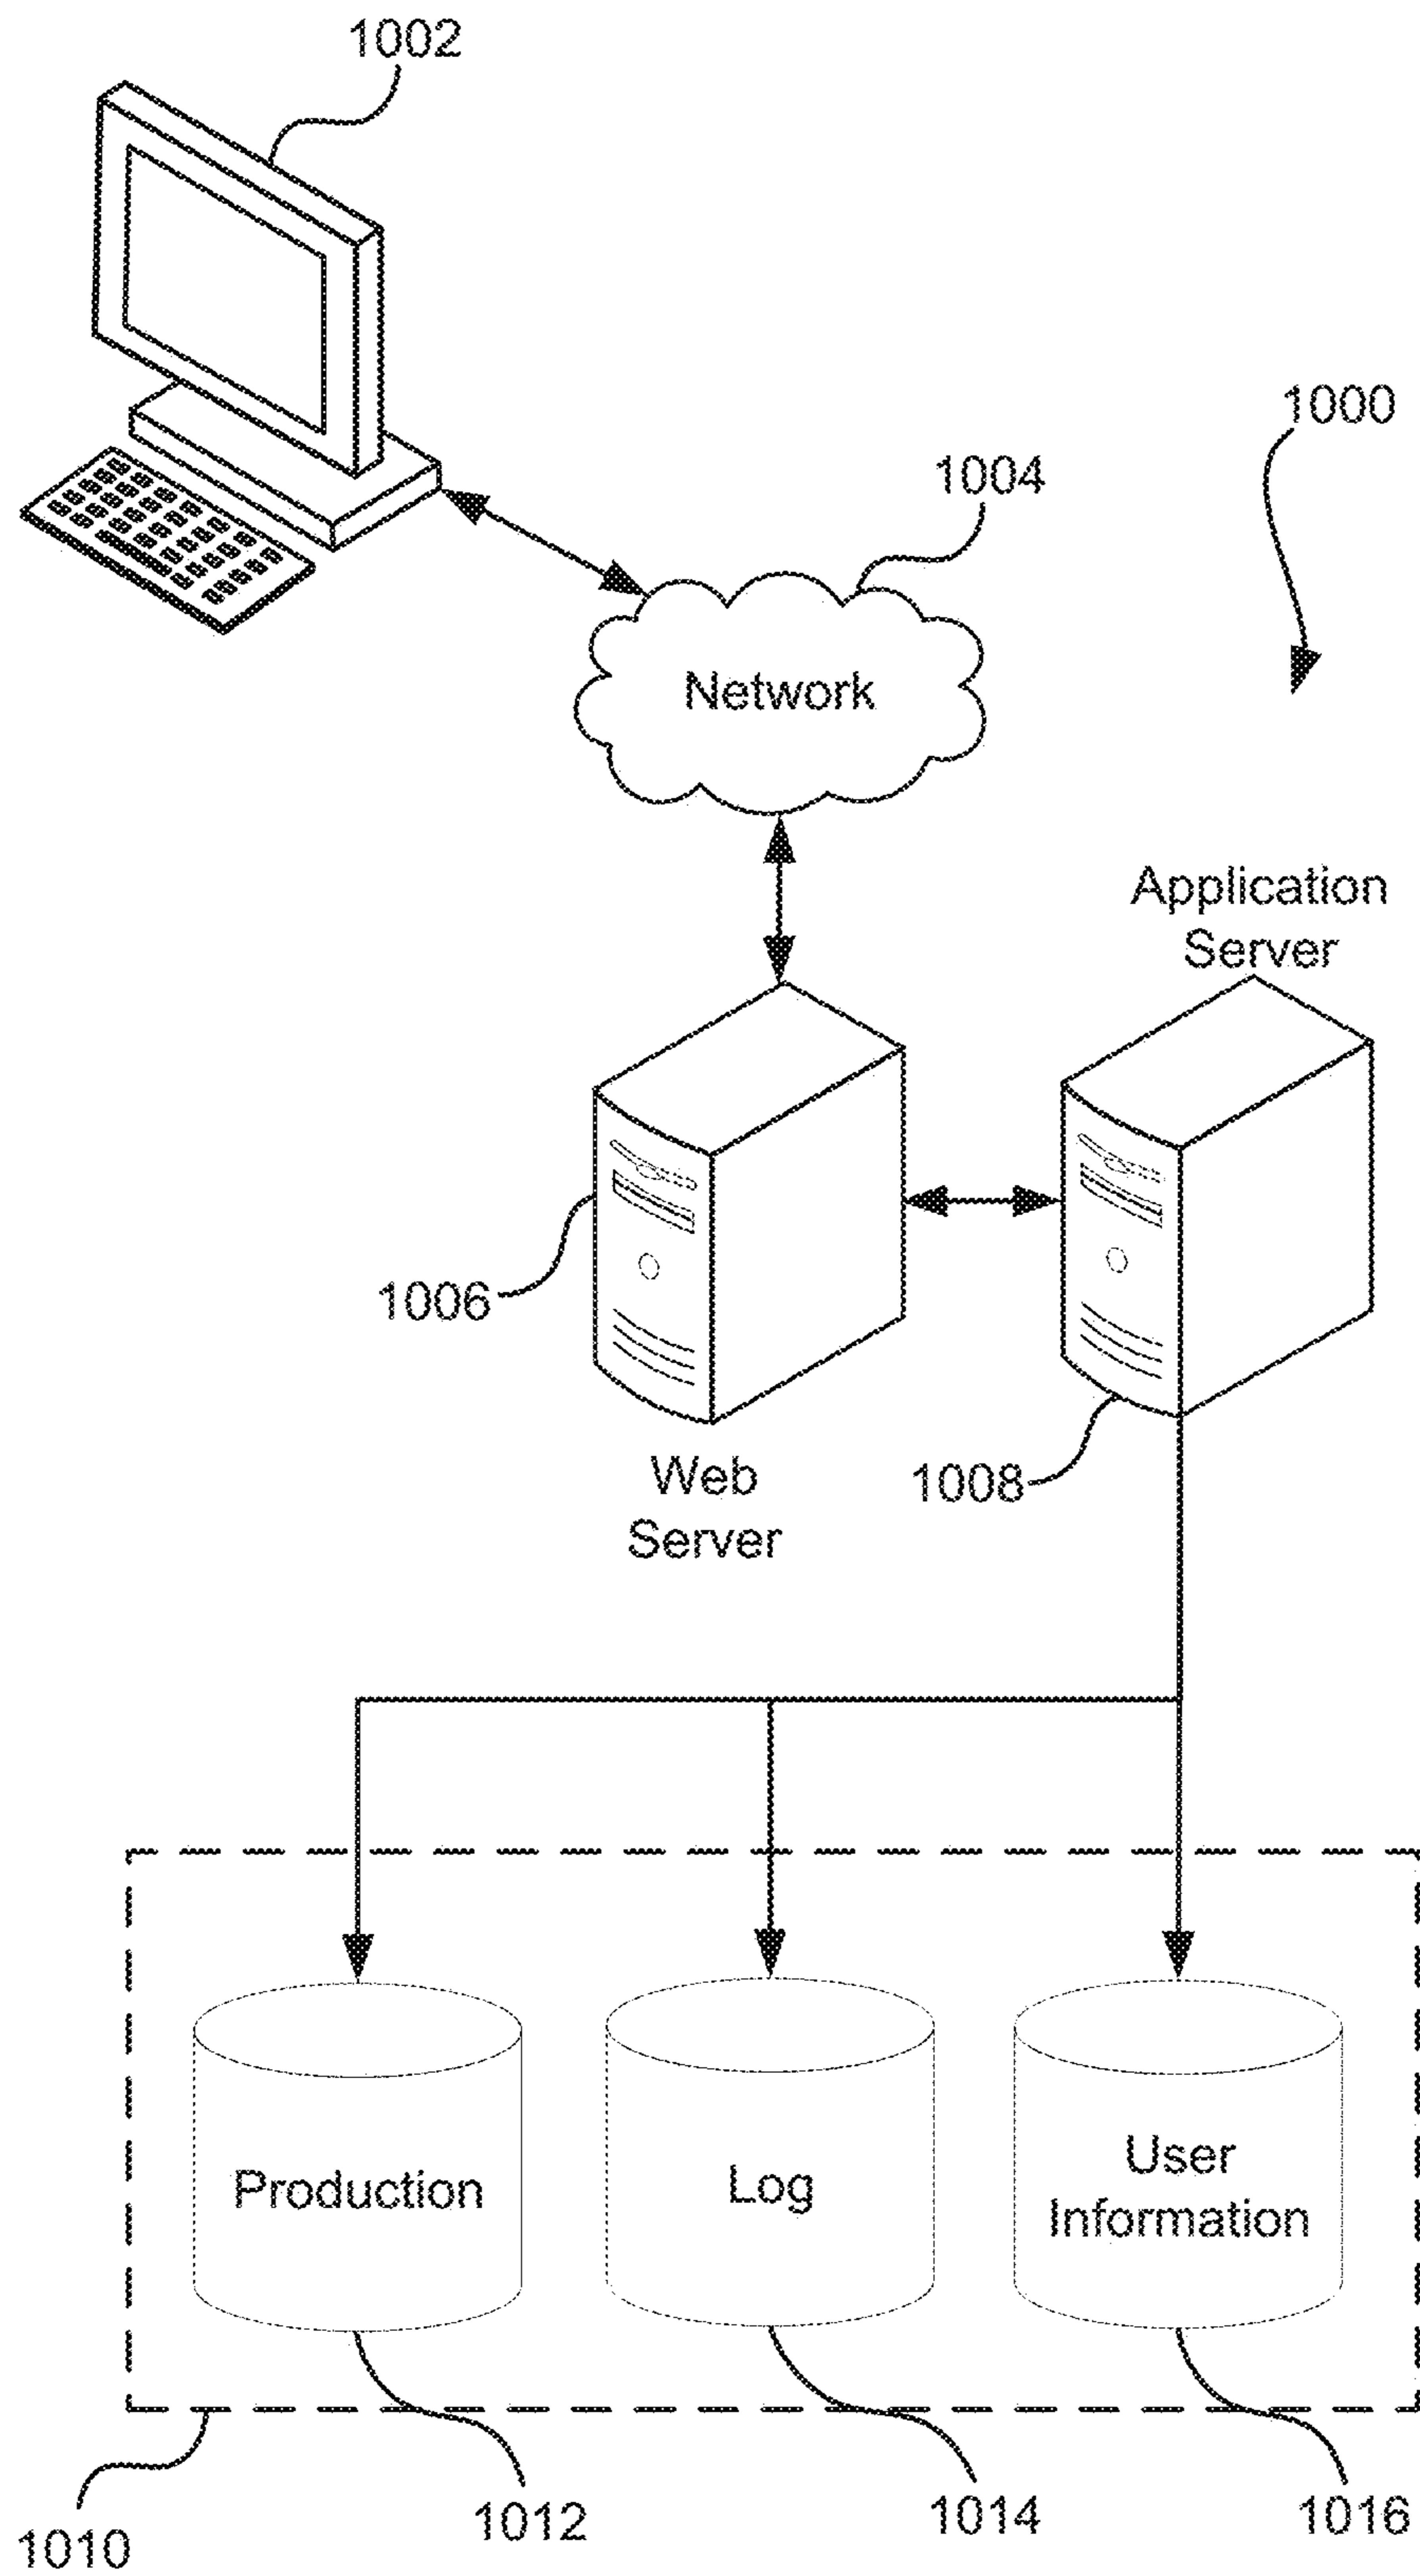 1002
1000
1004
Network
Application
Server
1006
1008
Web
Server
Production
Log
User
Information
1010
1012
1014
1016